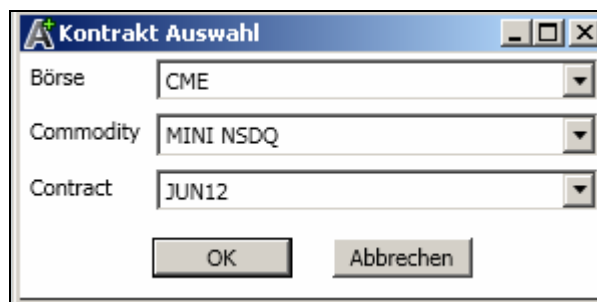 Kontrakt Auswahl
Börse CME
Commodity MINI NSDQ
Contract JUN12
OK Abbrechen